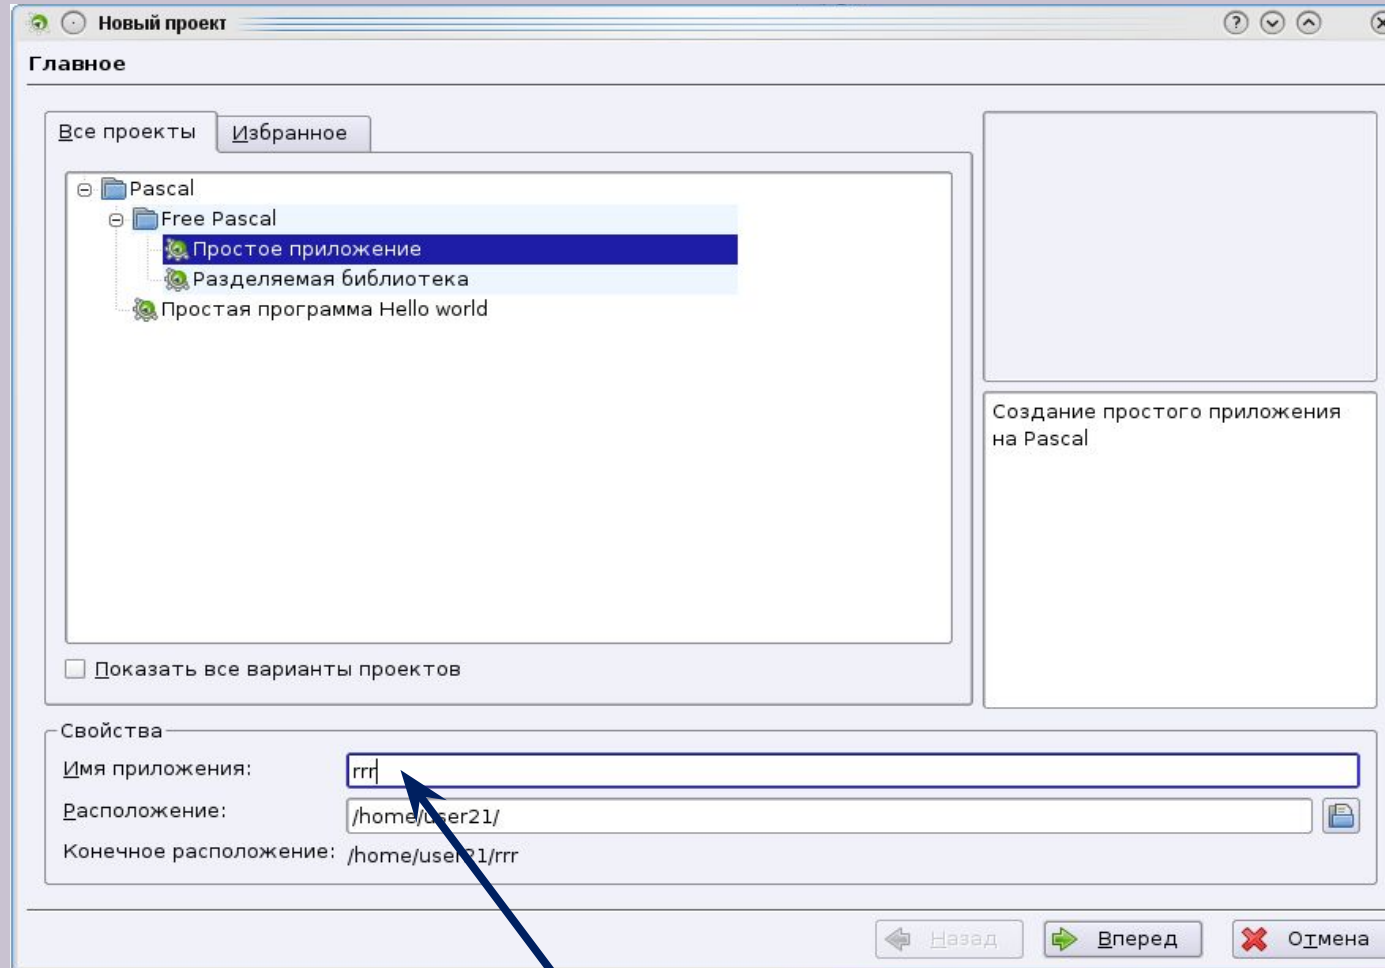 Новый проект
Главное
Все проекты
Избранное
Pascal
Free Pascal
Простое приложение
Разделяемая библиотека
Простая программа Hello world
Создание простого приложения
на Pascal
Показать все варианты проектов
Свойства
Имя приложения: rrr
Расположение: /home/user21/
Конечное расположение: /home/user21/rrr
Назад
Вперед
Отмена